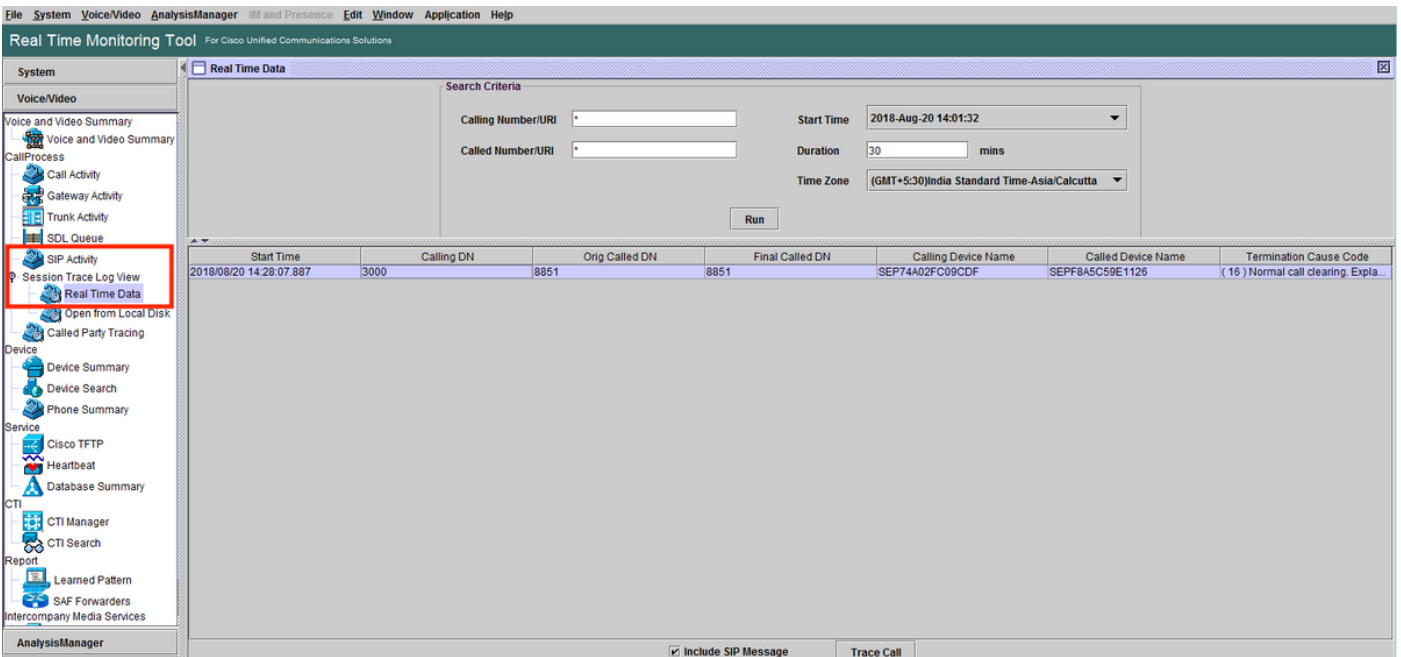 File System Voice/Video AnalysisManager IM and Presence Edit Window Application Help
Real Time Monitoring Tool For Cisco Unified Communications Solutions
System
Voice/Video
Voice and Video Summary
Voice and Video Summary
CallProcess
Call Activity
Gateway Activity
Trunk Activity
SDL Queue
SIP Activity
Session Trace Log View
Real Time Data
Open from Local Disk
Called Party Tracing
Device
Device Summary
Device Search
Phone Summary
Service
Cisco TFTP
Heartbeat
Database Summary
CTI
CTI Manager
CTI Search
Report
Learned Pattern
SAF Forwarders
Intercompany Media Services
AnalysisManager
Real Time Data
Search Criteria
Calling Number/URI *
Called Number/URI *
Start Time 2018-Aug-20 14:01:32
Duration 30 mins
Time Zone (GMT+5:30)India Standard Time-Asia/Calcutta
Run
Start Time Calling DN Orig Called DN Final Called DN Calling Device Name Called Device Name Termination Cause Code
2018/08/20 14:28:07.887 3000 8851 8851 SEP74A02FC09CDF SEPF8A5C59E1126 ( 16 ) Normal call clearing. Expla...
Include SIP Message Trace Call